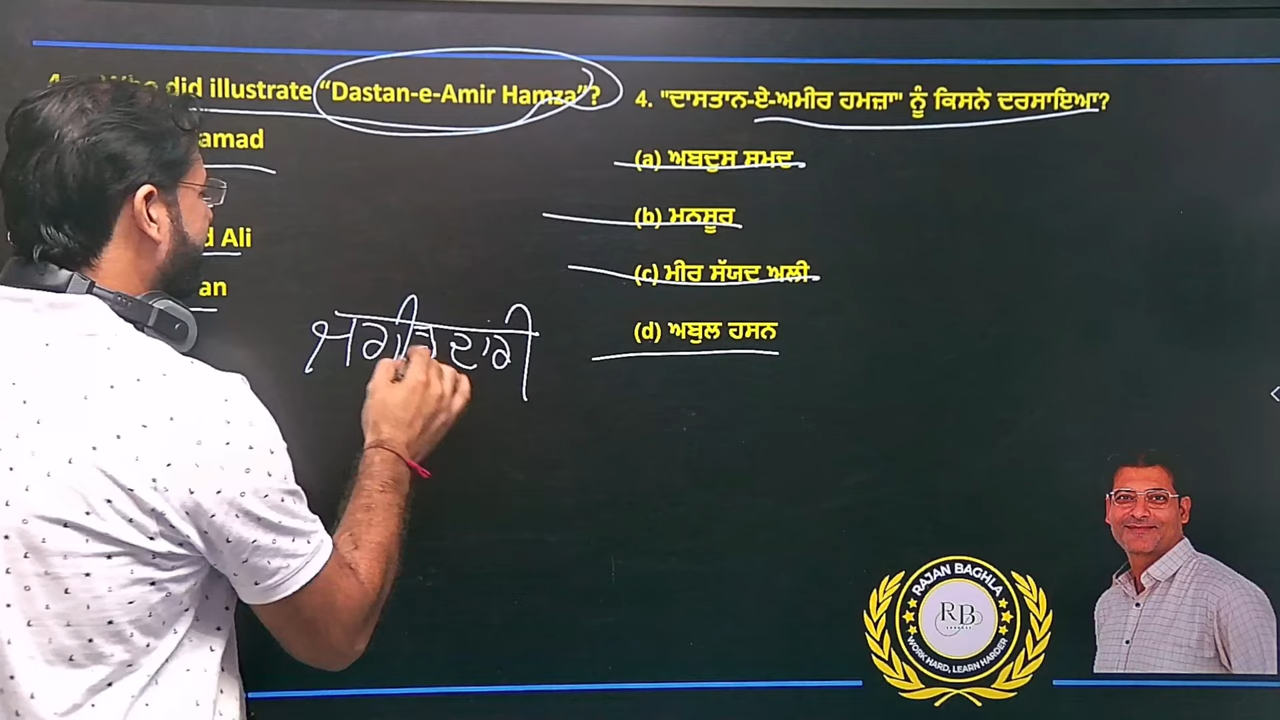 did illustrate “Dastan-e-Amir Hamza”?
amad
d Ali
an
4. "ਦਾਸਤਾਨ-ਏ-ਅਮੀਰ ਹਮਜ਼ਾ" ਨੂੰ ਕਿਸਨੇ ਦਰਸਾਇਆ?
(a) ਅਬਦੁਸ ਸਮਦ
(b) ਮਨਸੂਰ
(c) ਮੀਰ ਸੱਯਦ ਅਲੀ
(d) ਅਬੁਲ ਹਸਨ
RAJAN BAGHLA
RB
WORK HARD, LEARN HARDER